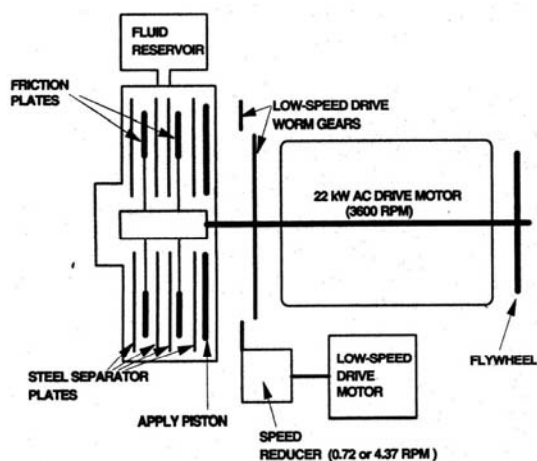 FLUID
RESERVOIR
FRICTION
PLATES
LOW-SPEED DRIVE
WORM GEARS
22 kW AC DRIVE MOTOR
(3600 RPM)
STEEL SEPARATOR
PLATES
APPLY PISTON
LOW-SPEED
DRIVE
MOTOR
FLYWHEEL
SPEED
REDUCER (0.72 or 4.37 RPM )